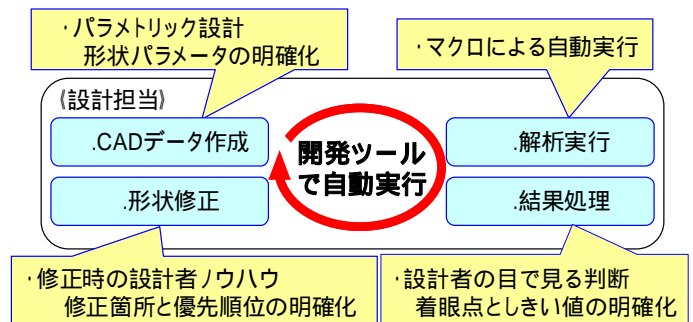 ・パラメトリック設計
形状パラメータの明確化
・マクロによる自動実行
《設計担当》
.CADデータ作成
開発ツール
で自動実行
.解析実行
.形状修正
.結果処理
・修正時の設計者ノウハウ
修正箇所と優先順位の明確化
・設計者の目で見る判断
着眼点としきい値の明確化